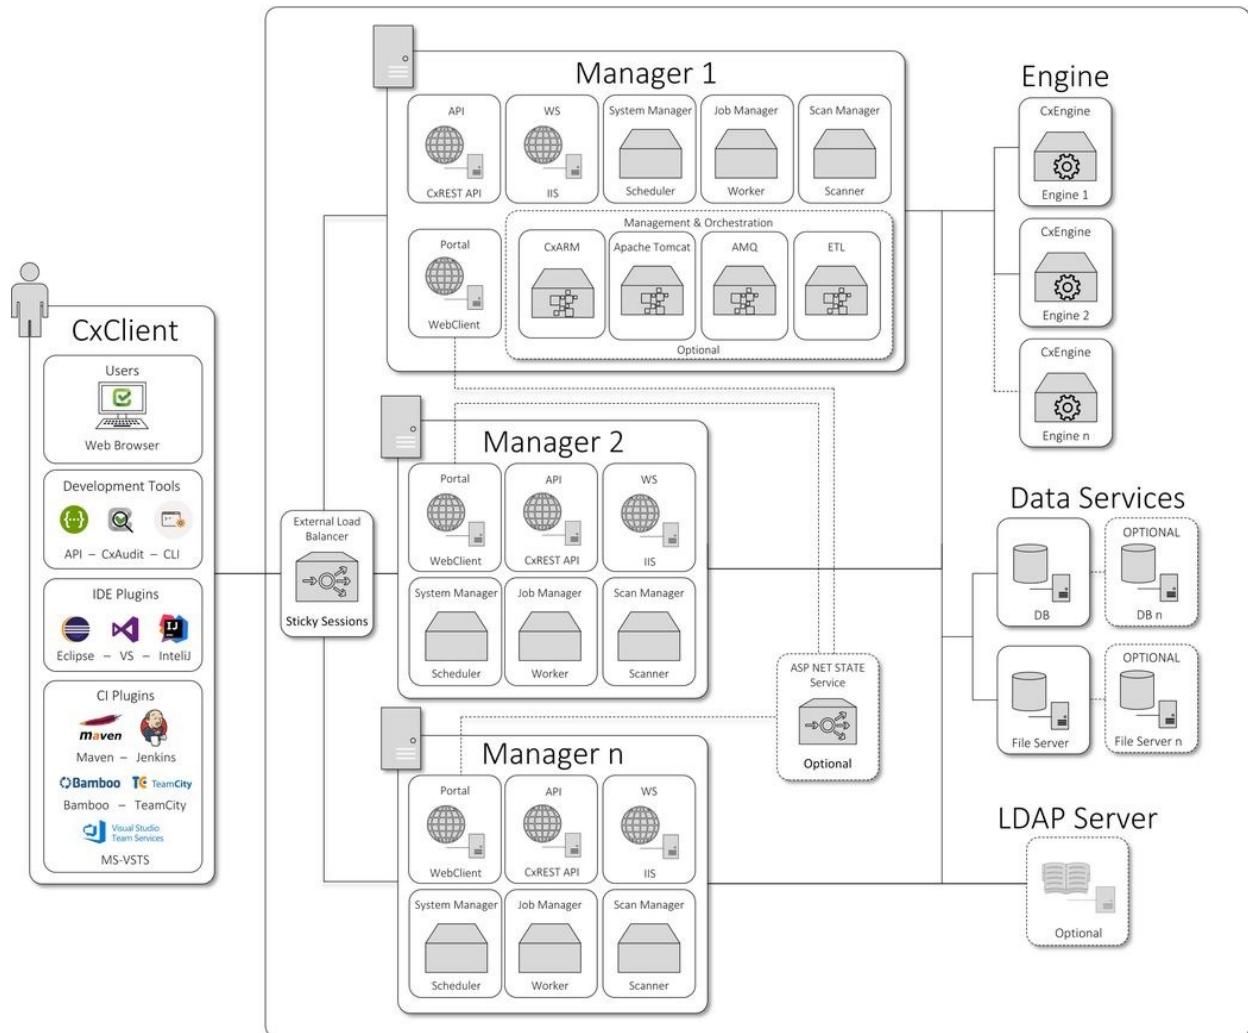 CxClient
Users
Web Browser
Development Tools
API – CxAudit – CLI
IDE Plugins
IJ
Eclipse – VS – InteliJ
CI Plugins
maven
Maven – Jenkins
Bamboo TC TeamCity
Bamboo – TeamCity
Visual Studio
Team Services
MS-VSTS
External Load
Balancer
Sticky Sessions
Manager 1
API
CxREST API
WS
IIS
System Manager
Scheduler
Job Manager
Worker
Scan Manager
Scanner
Portal
WebClient
Management & Orchestration
CxARM
Apache Tomcat
AMQ
ETL
Optional
Manager 2
Portal
WebClient
API
CxREST API
WS
IIS
System Manager
Scheduler
Job Manager
Worker
Scan Manager
Scanner
Manager n
Portal
WebClient
API
CxREST API
WS
IIS
System Manager
Scheduler
Job Manager
Worker
Scan Manager
Scanner
ASP NET STATE
Service
Optional
Engine
CxEngine
Engine 1
CxEngine
Engine 2
CxEngine
Engine n
Data Services
DB
OPTIONAL
DB n
File Server
OPTIONAL
File Server n
LDAP Server
Optional